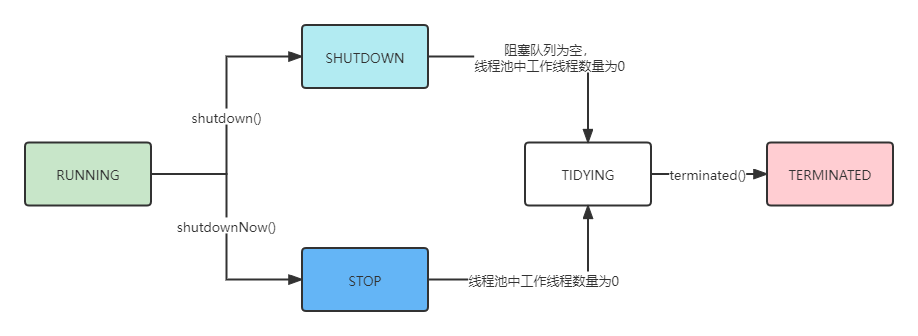 SHUTDOWN
阻塞队列为空，
线程池中工作线程数量为0
shutdown()
RUNNING
TIDYING
terminated()
TERMINATED
shutdownNow()
STOP
线程池中工作线程数量为0